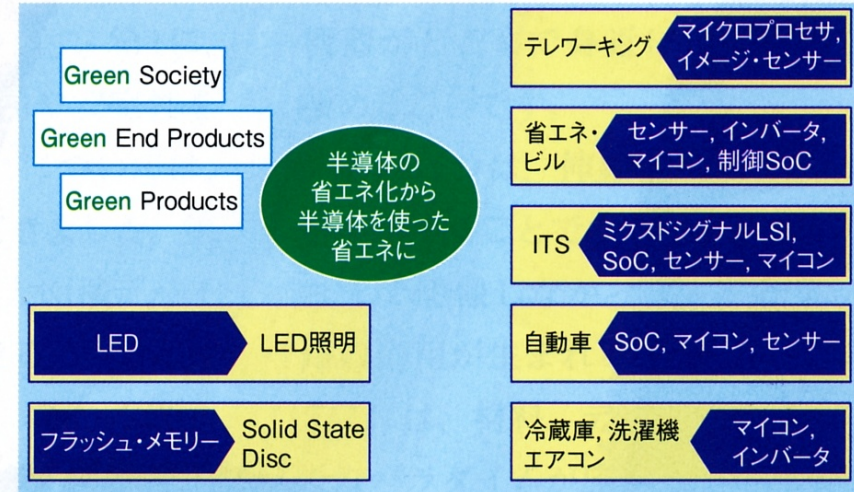 Green Society
Green End Products
Green Products
半導体の
省エネ化から
半導体を使った
省エネに
LED
LED照明
フラッシュ・メモリー
Solid State
Disc
テレワーキング
マイクロプロセサ,
イメージ・センサー
省エネ・
ビル
センサー, インバータ,
マイコン, 制御SoC
ITS
ミクスドシグナルLSI,
SoC, センサー, マイコン
自動車
SoC, マイコン, センサー
冷蔵庫, 洗濯機
エアコン
マイコン,
インバータ